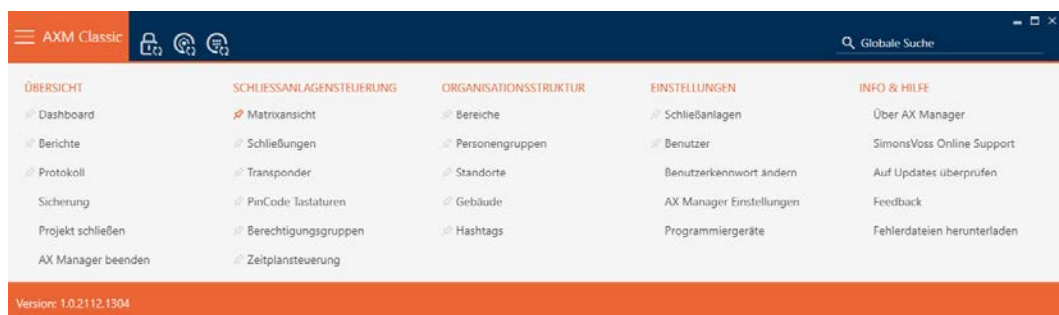 AXM Classic
Globale Suche
ÜBERSICHT
Dashboard
Berichte
Protokoll
Sicherung
Projekt schließen
AX Manager beenden
SCHLIESSANLAGENSTEUERUNG
Matrixansicht
Schließungen
Transponder
PinCode Tastaturen
Berechtigungsgruppen
Zeitplansteuerung
ORGANISATIONSSTRUKTUR
Bereiche
Personengruppen
Standorte
Gebäude
Hashtags
EINSTELLUNGEN
Schließanlagen
Benutzer
Benutzerkennwort ändern
AX Manager Einstellungen
Programmiergeräte
INFO & HILFE
Über AX Manager
SimonsVoss Online Support
Auf Updates überprüfen
Feedback
Fehlerdateien herunterladen
Version: 1.0.2112.1304